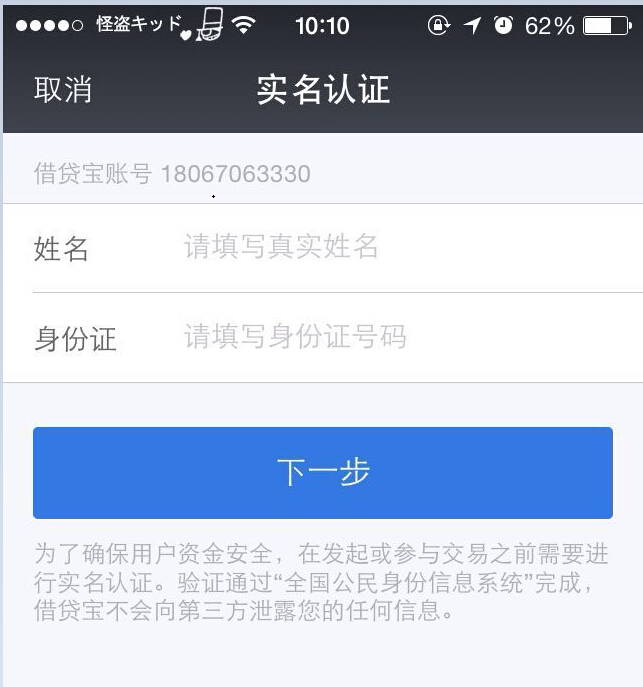 怪盗キッド 10:10 62%
取消 实名认证
借贷宝账号 18067063330
姓名 请填写真实姓名
身份证 请填写身份证号码
下一步
为了确保用户资金安全，在发起或参与交易之前需要进
行实名认证。验证通过“全国公民身份信息系统”完成，
借贷宝不会向第三方泄露您的任何信息。